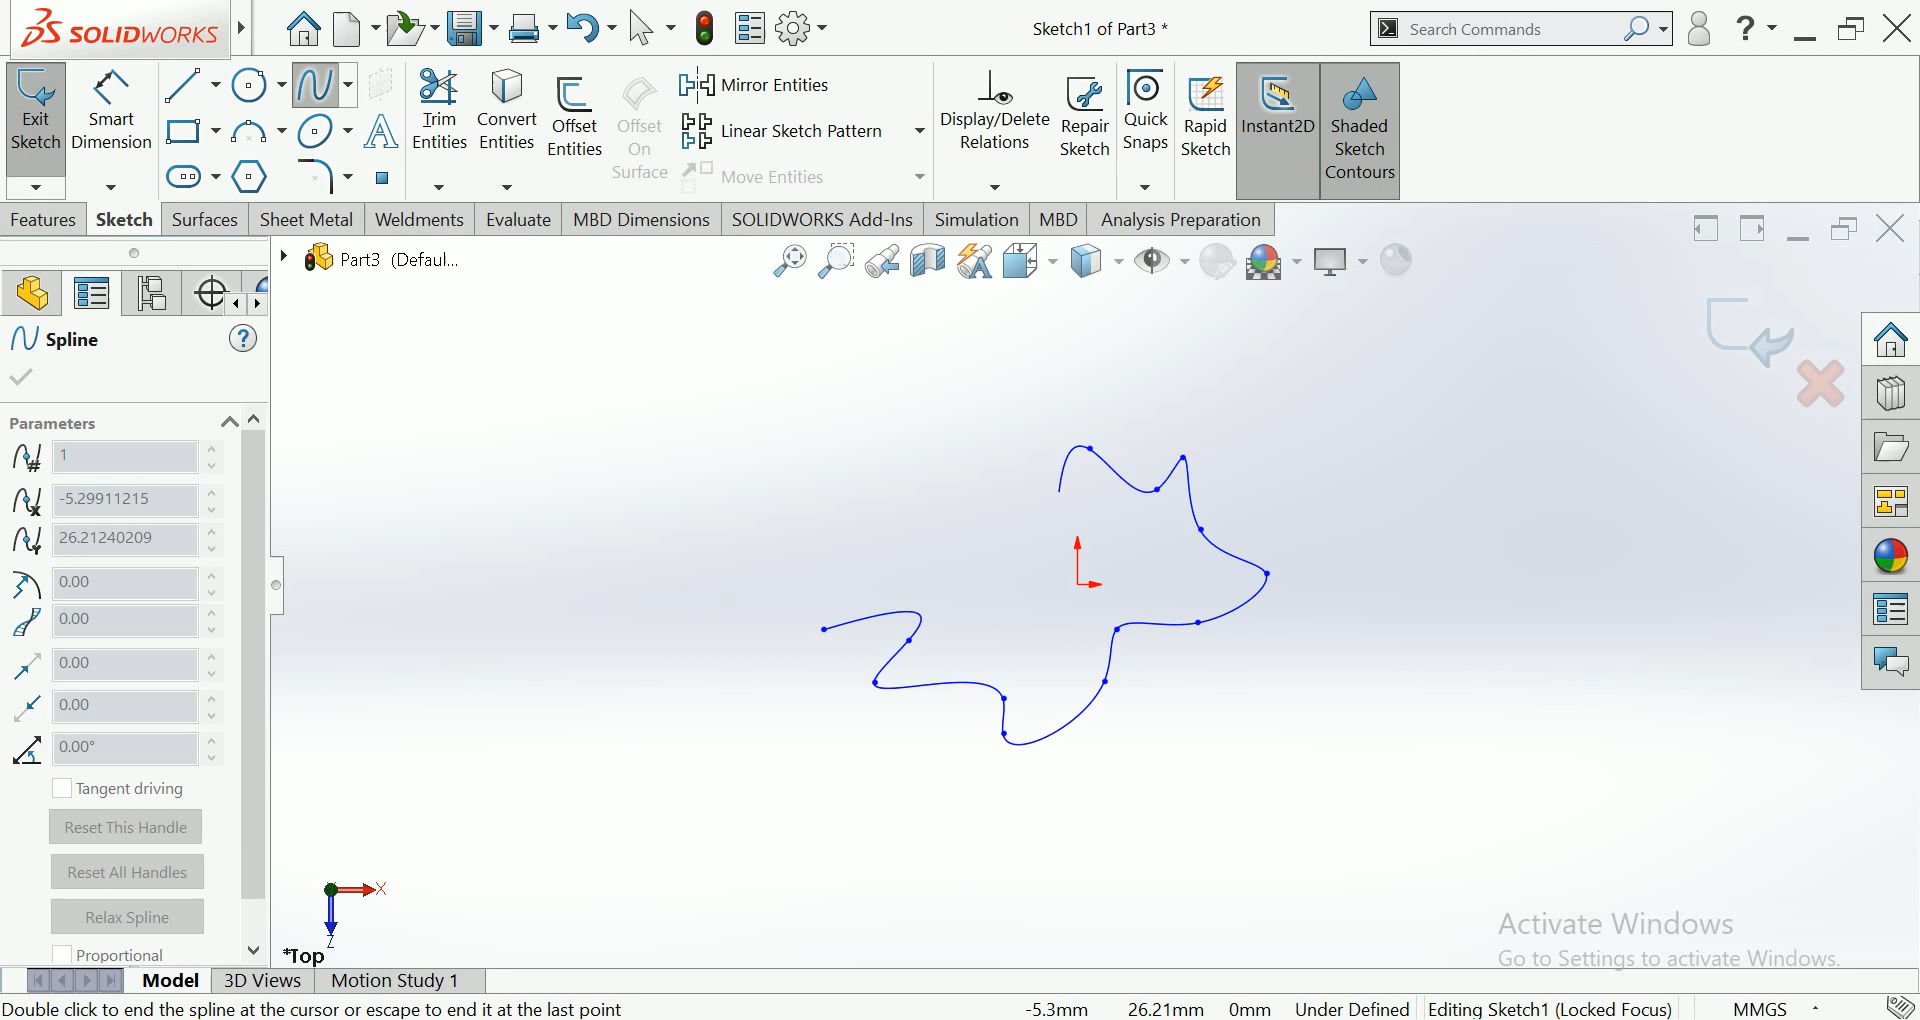 SOLIDWORKS
Sketch1 of Part3 *
Search Commands
?
Exit Sketch
Smart Dimension
Trim Entities
Convert Entities
Offset Entities
Offset On Surface
Mirror Entities
Linear Sketch Pattern
Move Entities
Display/Delete Relations
Repair Sketch
Quick Snaps
Rapid Sketch
Instant2D
Shaded Sketch Contours
Features
Sketch
Surfaces
Sheet Metal
Weldments
Evaluate
MBD Dimensions
SOLIDWORKS Add-Ins
Simulation
MBD
Analysis Preparation
Part3 (Defaul...
Spline
?
Parameters
1
-5.29911215
26.21240209
0.00
0.00
0.00
0.00
0.00°
Tangent driving
Reset This Handle
Reset All Handles
Relax Spline
Proportional
X
Z
*Top
Activate Windows
Go to Settings to activate Windows.
Model
3D Views
Motion Study 1
Double click to end the spline at the cursor or escape to end it at the last point
-5.3mm
26.21mm
0mm
Under Defined
Editing Sketch1 (Locked Focus)
MMGS